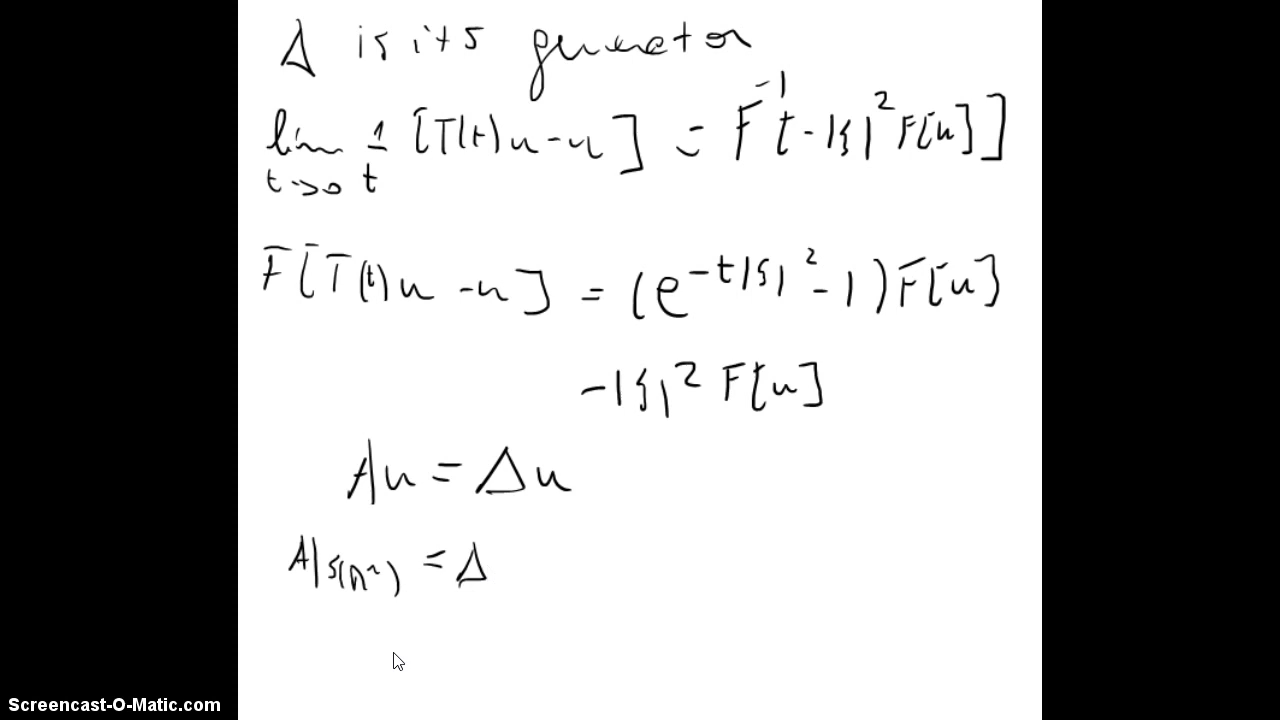 Δ is its generator
lim t->0 1/t [T(t)u-u] = F^-1[-|ξ|^2 F[u]]
F[T(t)u-u] = (e^-t|ξ|^2 -1)F[u]
-|ξ|^2 F[u]
Au = Δu
A|S(R^n) = Δ
Screencast-O-Matic.com